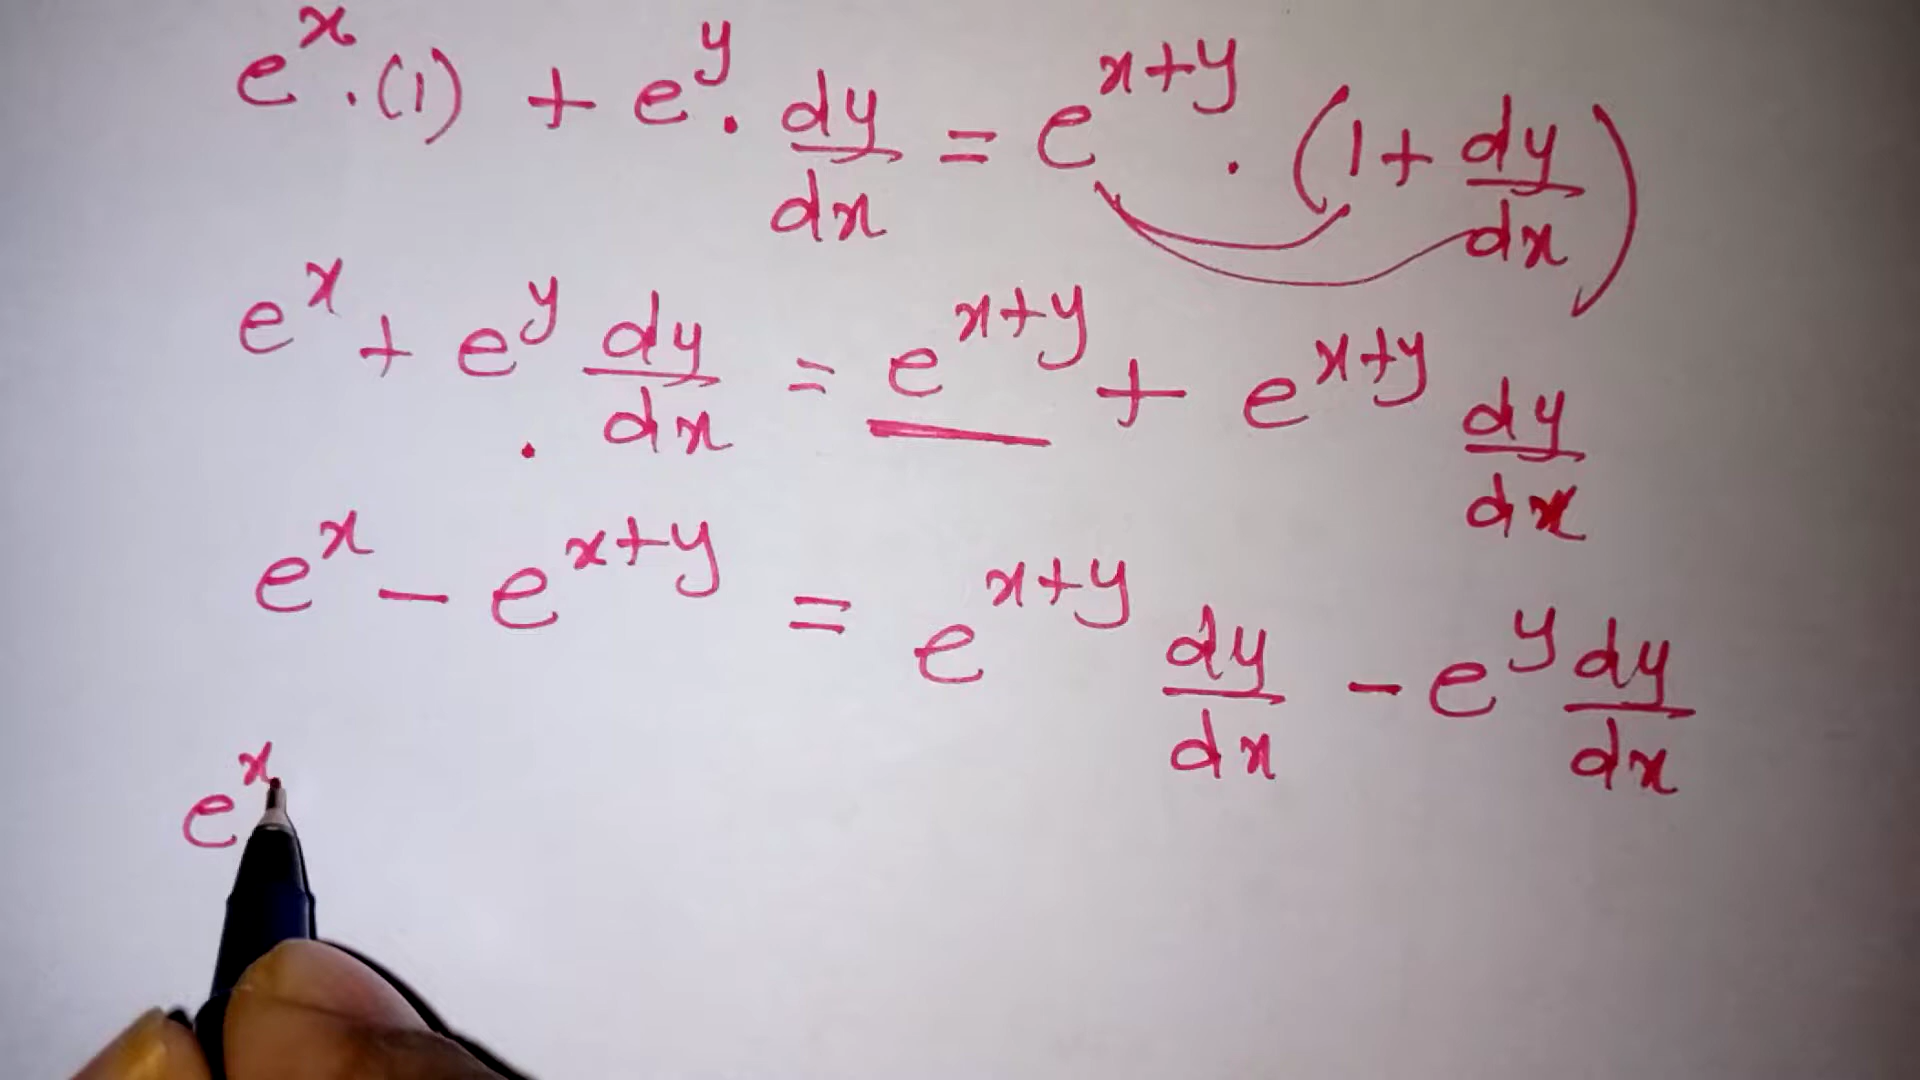 e^x · (1) + e^y · dy/dx = e^(x+y) · (1 + dy/dx)
e^x + e^y · dy/dx = e^(x+y) + e^(x+y) dy/dx
e^x − e^(x+y) = e^(x+y) dy/dx − e^y dy/dx
e^x